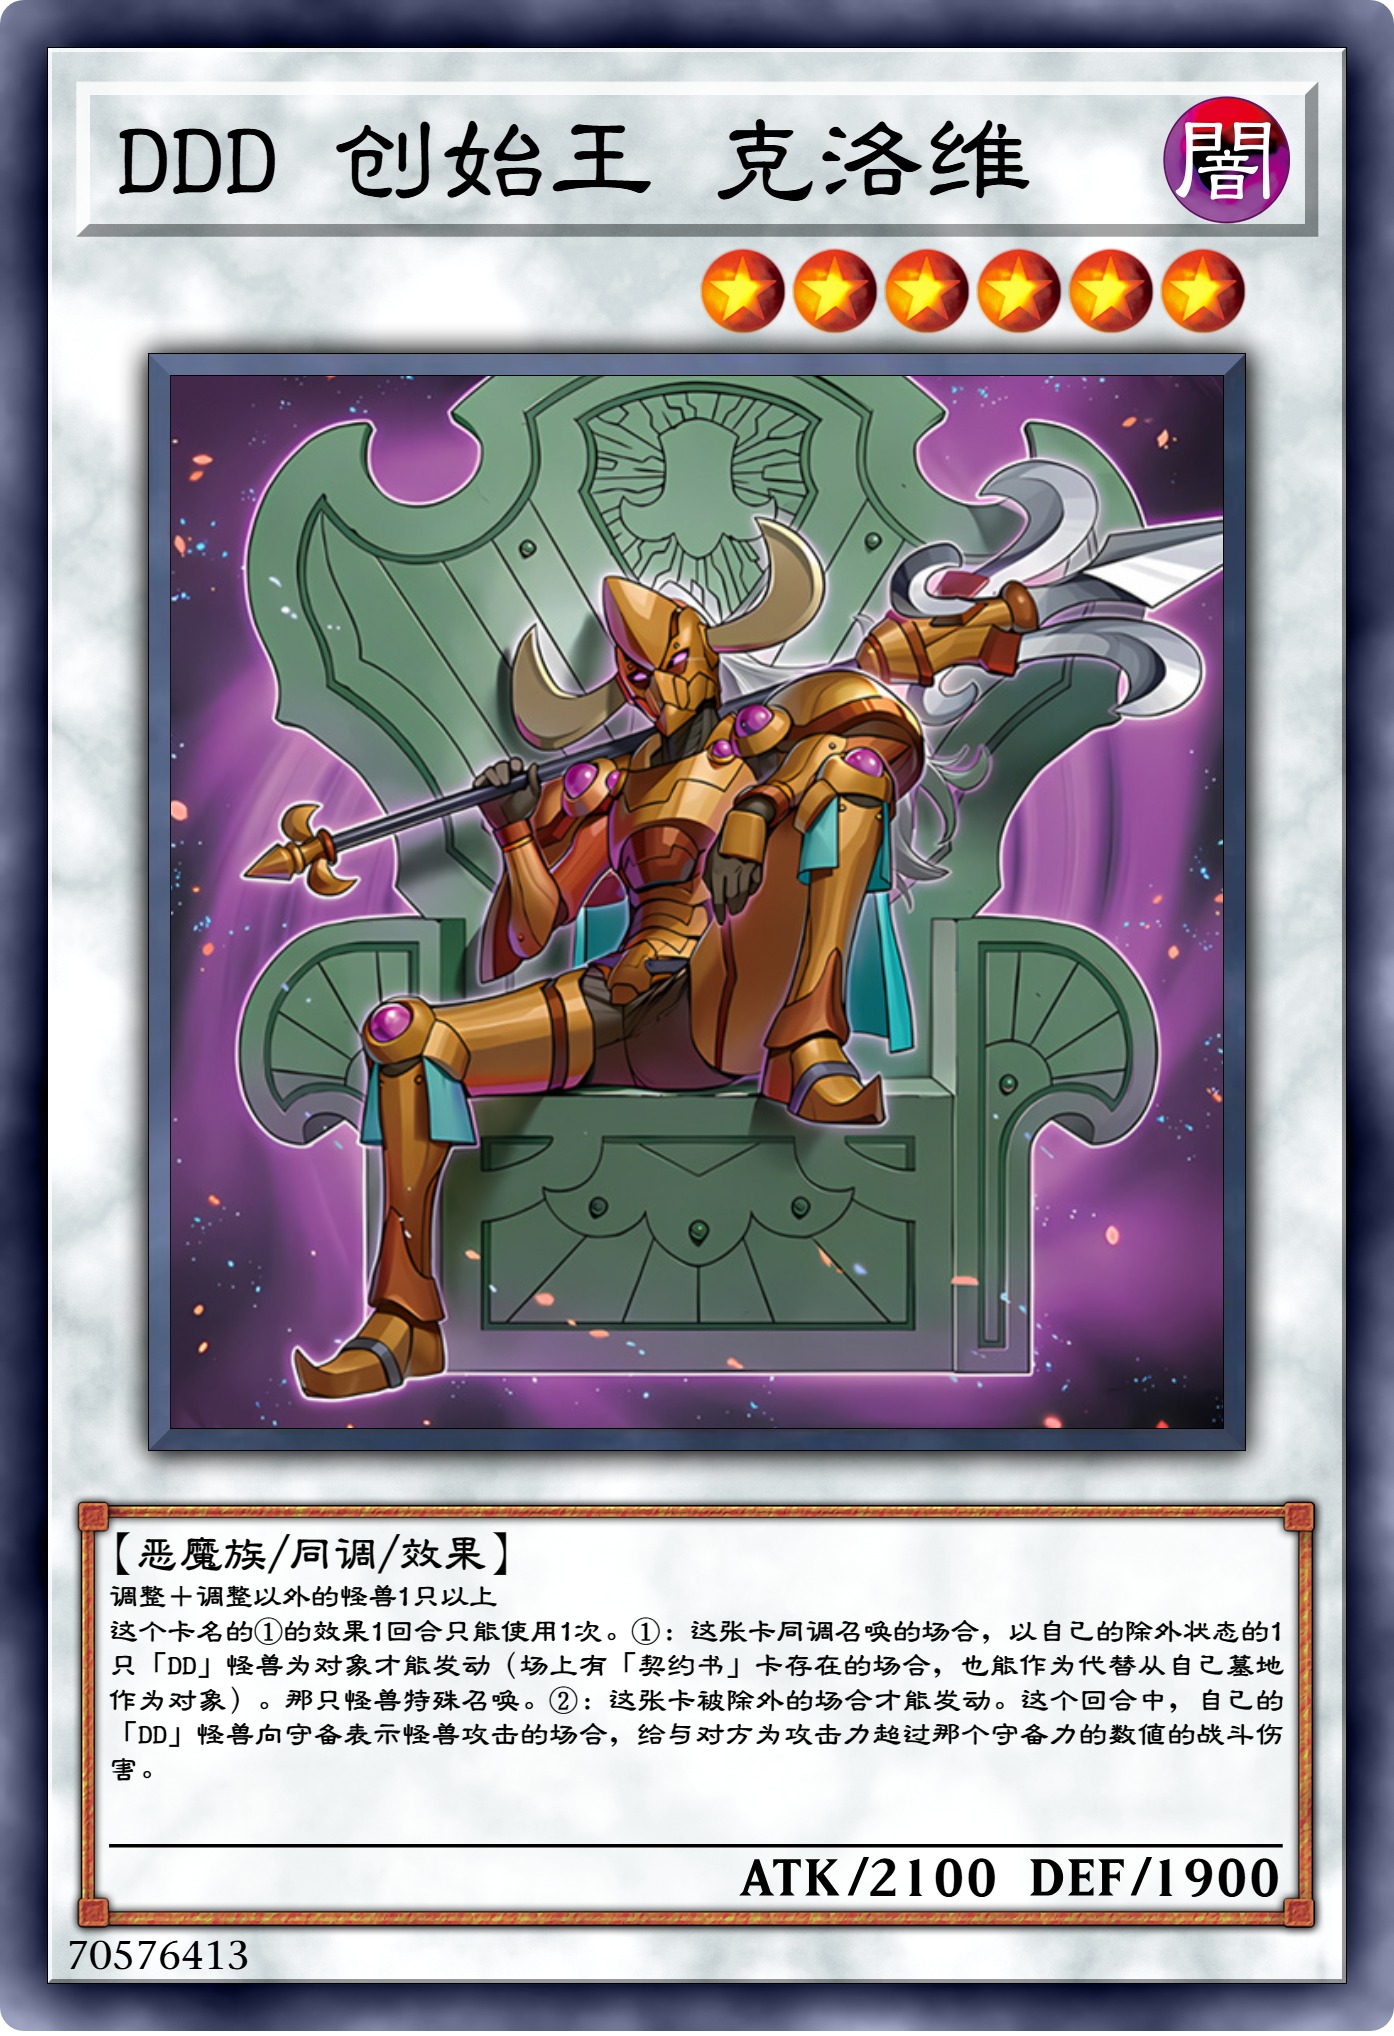 DDD 创始王 克洛维
闇
【恶魔族/同调/效果】
调整＋调整以外的怪兽1只以上
这个卡名的①的效果1回合只能使用1次。①：这张卡同调召唤的场合，以自己的除外状态的1
只「DD」怪兽为对象才能发动（场上有「契约书」卡存在的场合，也能作为代替从自己墓地
作为对象）。那只怪兽特殊召唤。②：这张卡被除外的场合才能发动。这个回合中，自己的
「DD」怪兽向守备表示怪兽攻击的场合，给与对方为攻击力超过那个守备力的数值的战斗伤
害。
ATK/2100 DEF/1900
70576413